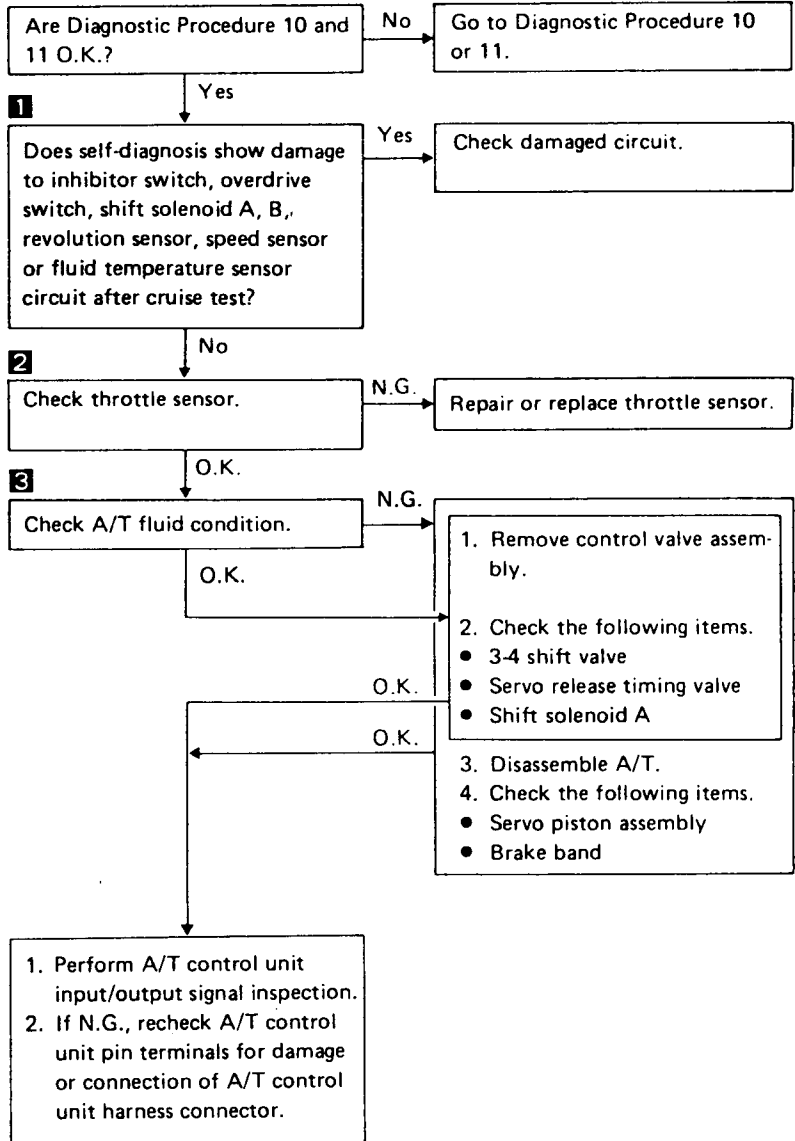 Are Diagnostic Procedure 10 and
11 O.K.?
No
Go to Diagnostic Procedure 10
or 11.
Yes
1
Does self-diagnosis show damage
to inhibitor switch, overdrive
switch, shift solenoid A, B,
revolution sensor, speed sensor
or fluid temperature sensor
circuit after cruise test?
Yes
Check damaged circuit.
No
2
Check throttle sensor.
N.G.
Repair or replace throttle sensor.
O.K.
3
Check A/T fluid condition.
N.G.
O.K.
1. Remove control valve assem-
bly.
2. Check the following items.
• 3-4 shift valve
• Servo release timing valve
• Shift solenoid A
O.K.
O.K.
3. Disassemble A/T.
4. Check the following items.
• Servo piston assembly
• Brake band
1. Perform A/T control unit
input/output signal inspection.
2. If N.G., recheck A/T control
unit pin terminals for damage
or connection of A/T control
unit harness connector.